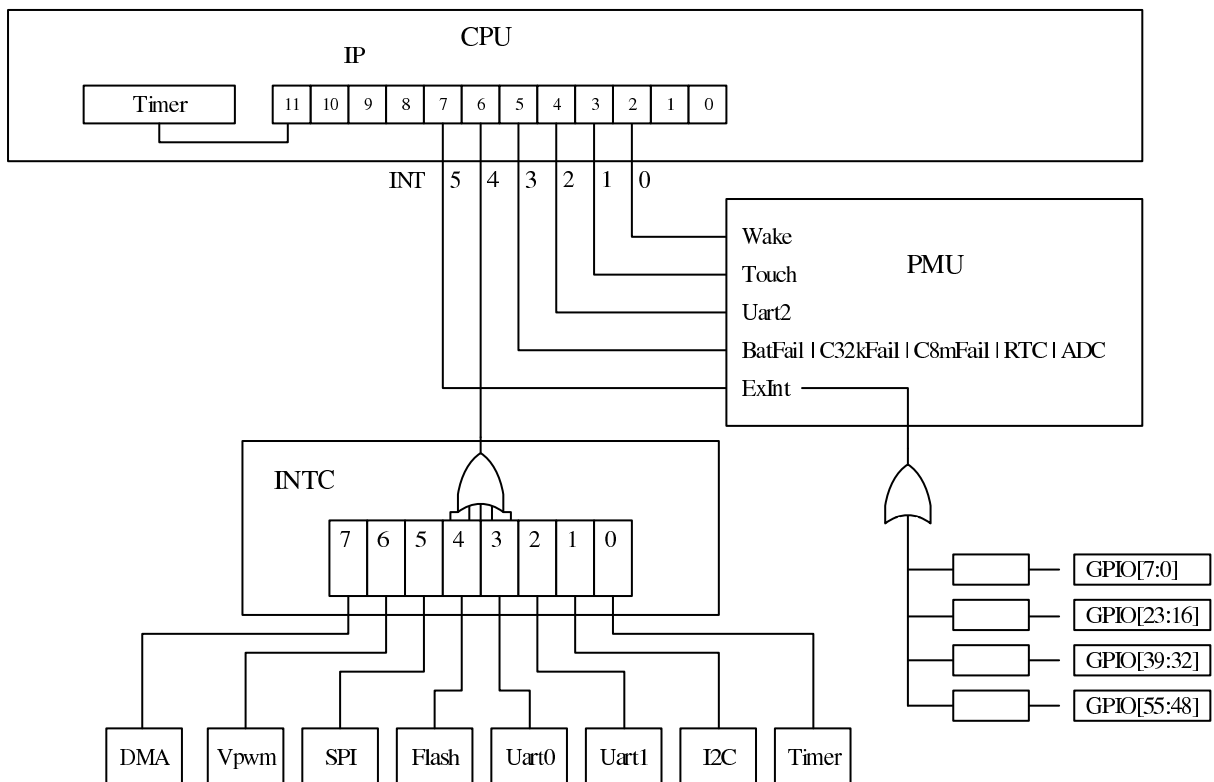 CPU
IP
Timer
11 10 9 8 7 6 5 4 3 2 1 0
INT 5 4 3 2 1 0
Wake
PMU
Touch
Uart2
BatFail | C32kFail | C8mFail | RTC | ADC
ExInt
INTC
7 6 5 4 3 2 1 0
GPIO[7:0]
GPIO[23:16]
GPIO[39:32]
GPIO[55:48]
DMA Vpwm SPI Flash Uart0 Uart1 I2C Timer